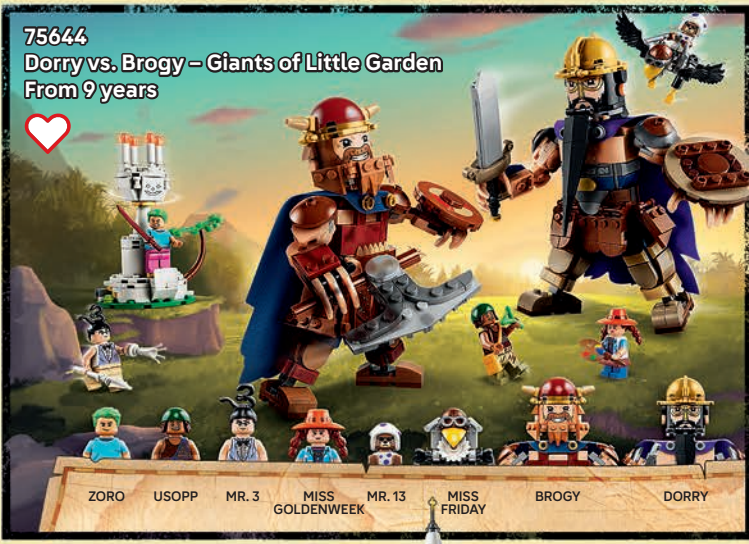 75644
Dorry vs. Brogy – Giants of Little Garden
From 9 years
ZORO
USOPP
MR. 3
MISS
GOLDENWEEK
MR. 13
MISS
FRIDAY
BROGY
DORRY